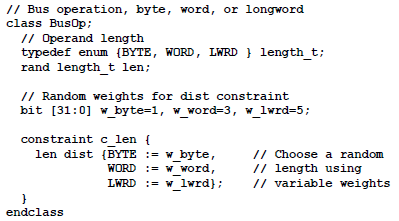 // Bus operation, byte, word, or longword
class BusOp;
  // Operand length
  typedef enum {BYTE, WORD, LWRD } length_t;
  rand length_t len;

  // Random weights for dist constraint
  bit [31:0] w_byte=1, w_word=3, w_lwrd=5;

  constraint c_len {
    len dist {BYTE := w_byte,     // Choose a random
              WORD := w_word,     // length using
              LWRD := w_lwrd};    // variable weights
  }
endclass